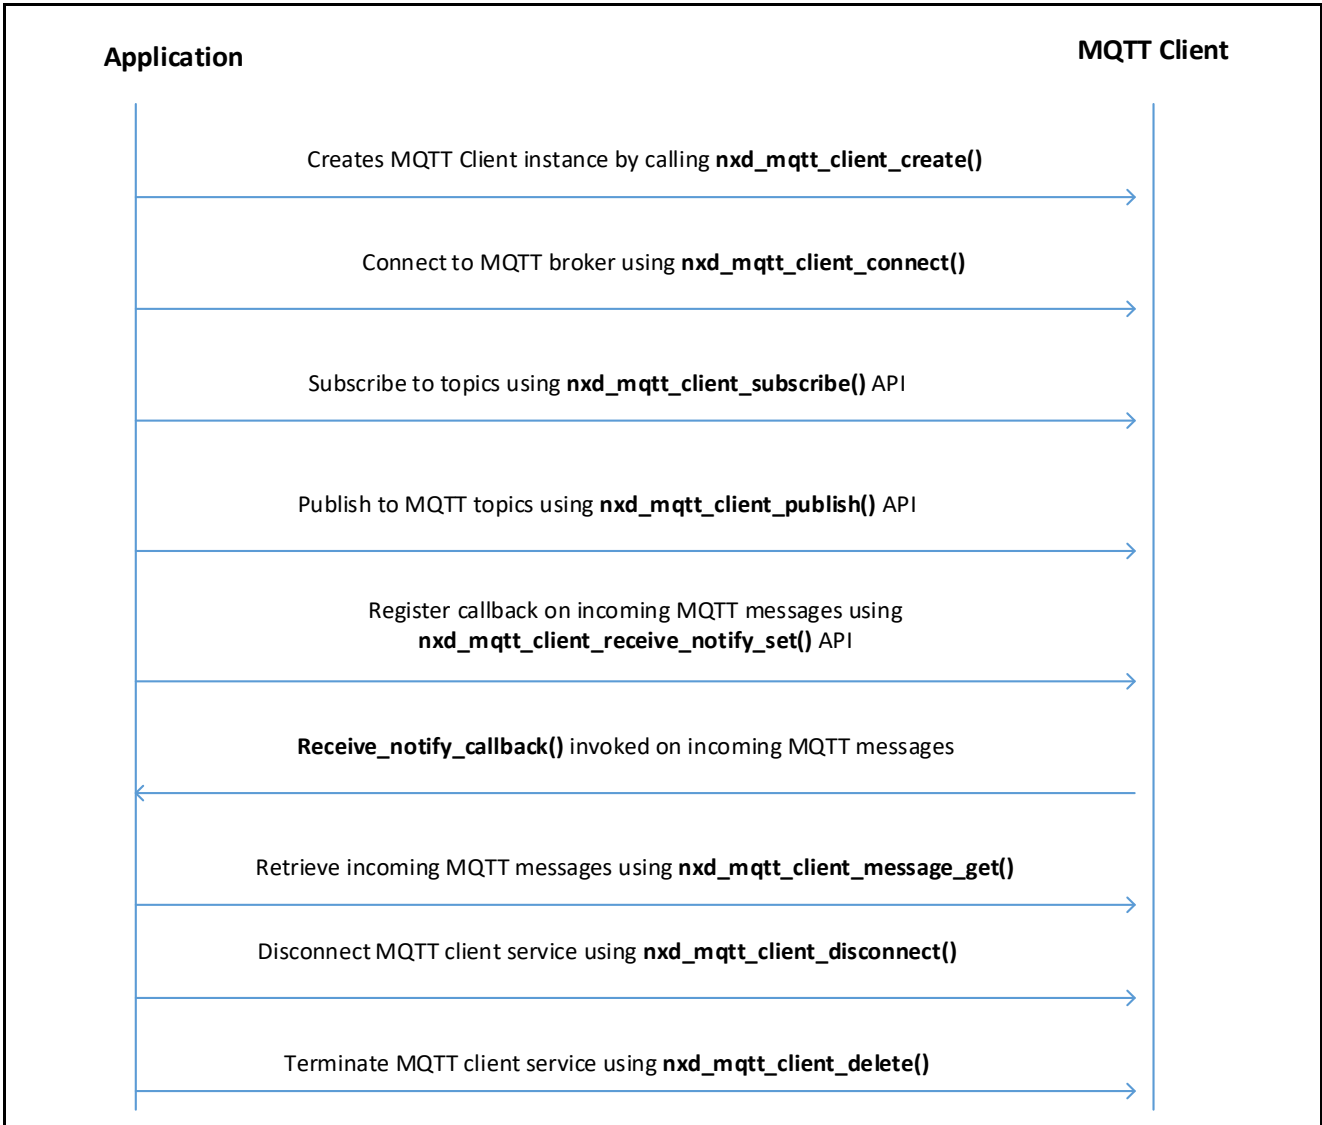 Application
MQTT Client
Creates MQTT Client instance by calling nxd_mqtt_client_create()
Connect to MQTT broker using nxd_mqtt_client_connect()
Subscribe to topics using nxd_mqtt_client_subscribe() API
Publish to MQTT topics using nxd_mqtt_client_publish() API
Register callback on incoming MQTT messages using
nxd_mqtt_client_receive_notify_set() API
Receive_notify_callback() invoked on incoming MQTT messages
Retrieve incoming MQTT messages using nxd_mqtt_client_message_get()
Disconnect MQTT client service using nxd_mqtt_client_disconnect()
Terminate MQTT client service using nxd_mqtt_client_delete()